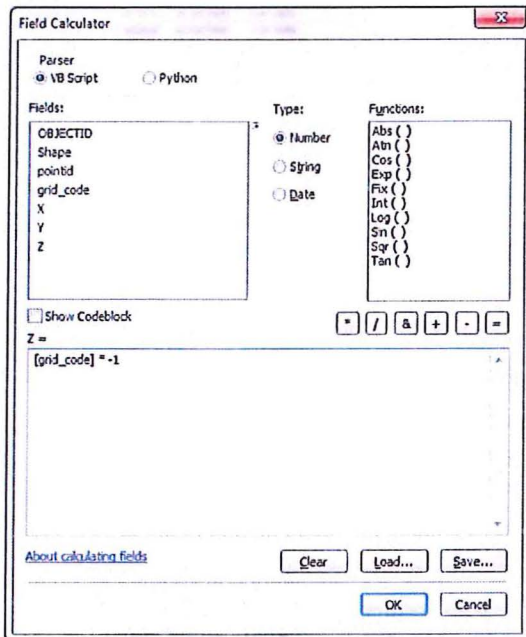 Field Calculator
Parser
VB Script Python
Fields: Type: Functions:
OBJECTID
Shape
pointid
grid_code
X
Y
Z
Number
String
Date
Abs ( )
Atn ( )
Cos ( )
Exp ( )
Fix ( )
Int ( )
Log ( )
Sin ( )
Sqr ( )
Tan ( )
Show Codeblock
* / & + - =
Z =
[grid_code] * -1
About calculating fields
Clear Load... Save...
OK Cancel